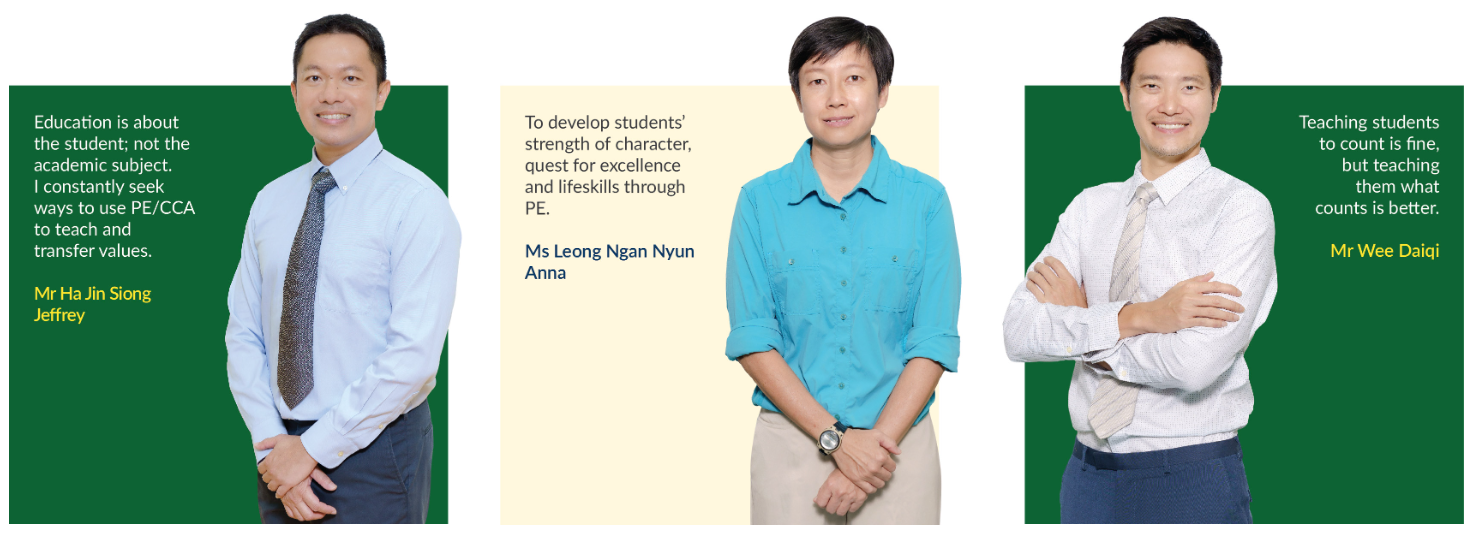 Education is about
the student; not the
academic subject.
I constantly seek
ways to use PE/CCA
to teach and
transfer values.
Mr Ha Jin Siong
Jeffrey
To develop students’
strength of character,
quest for excellence
and lifeskills through
PE.
Ms Leong Ngan Nyun
Anna
Teaching students
to count is fine,
but teaching
them what
counts is better.
Mr Wee Daiqi